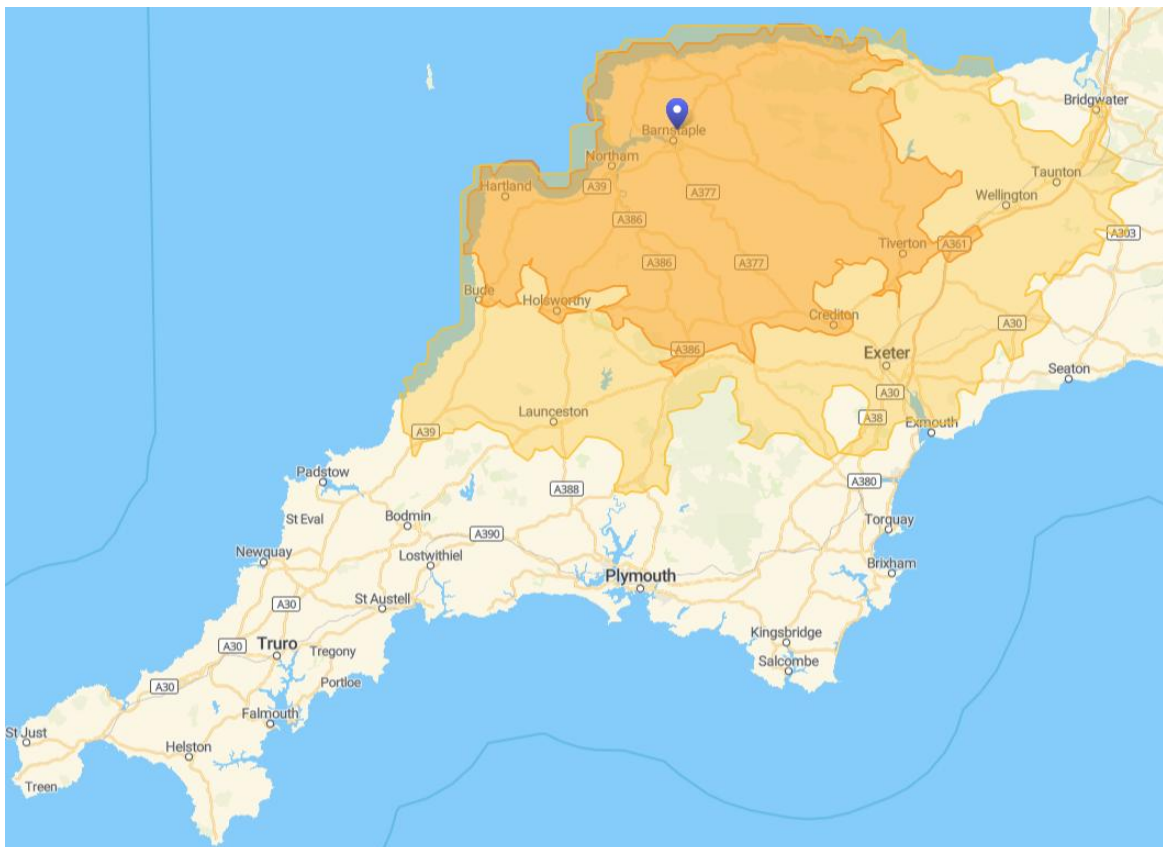 Bridgwater
Barnstaple
Northam
Taunton
Hartland
A39
A377
Wellington
A386
A303
Tiverton
A361
A386
A377
Bude
Holsworthy
Crediton
A30
A386
Exeter
Seaton
A30
Launceston
A38
Exmouth
A39
Padstow
A388
A380
St Eval
Bodmin
Torquay
A390
Newquay
Lostwithiel
Plymouth
Brixham
A30
St Austell
Kingsbridge
A30
Truro
Tregony
Salcombe
A30
Portloe
Falmouth
St Just
Helston
Treen